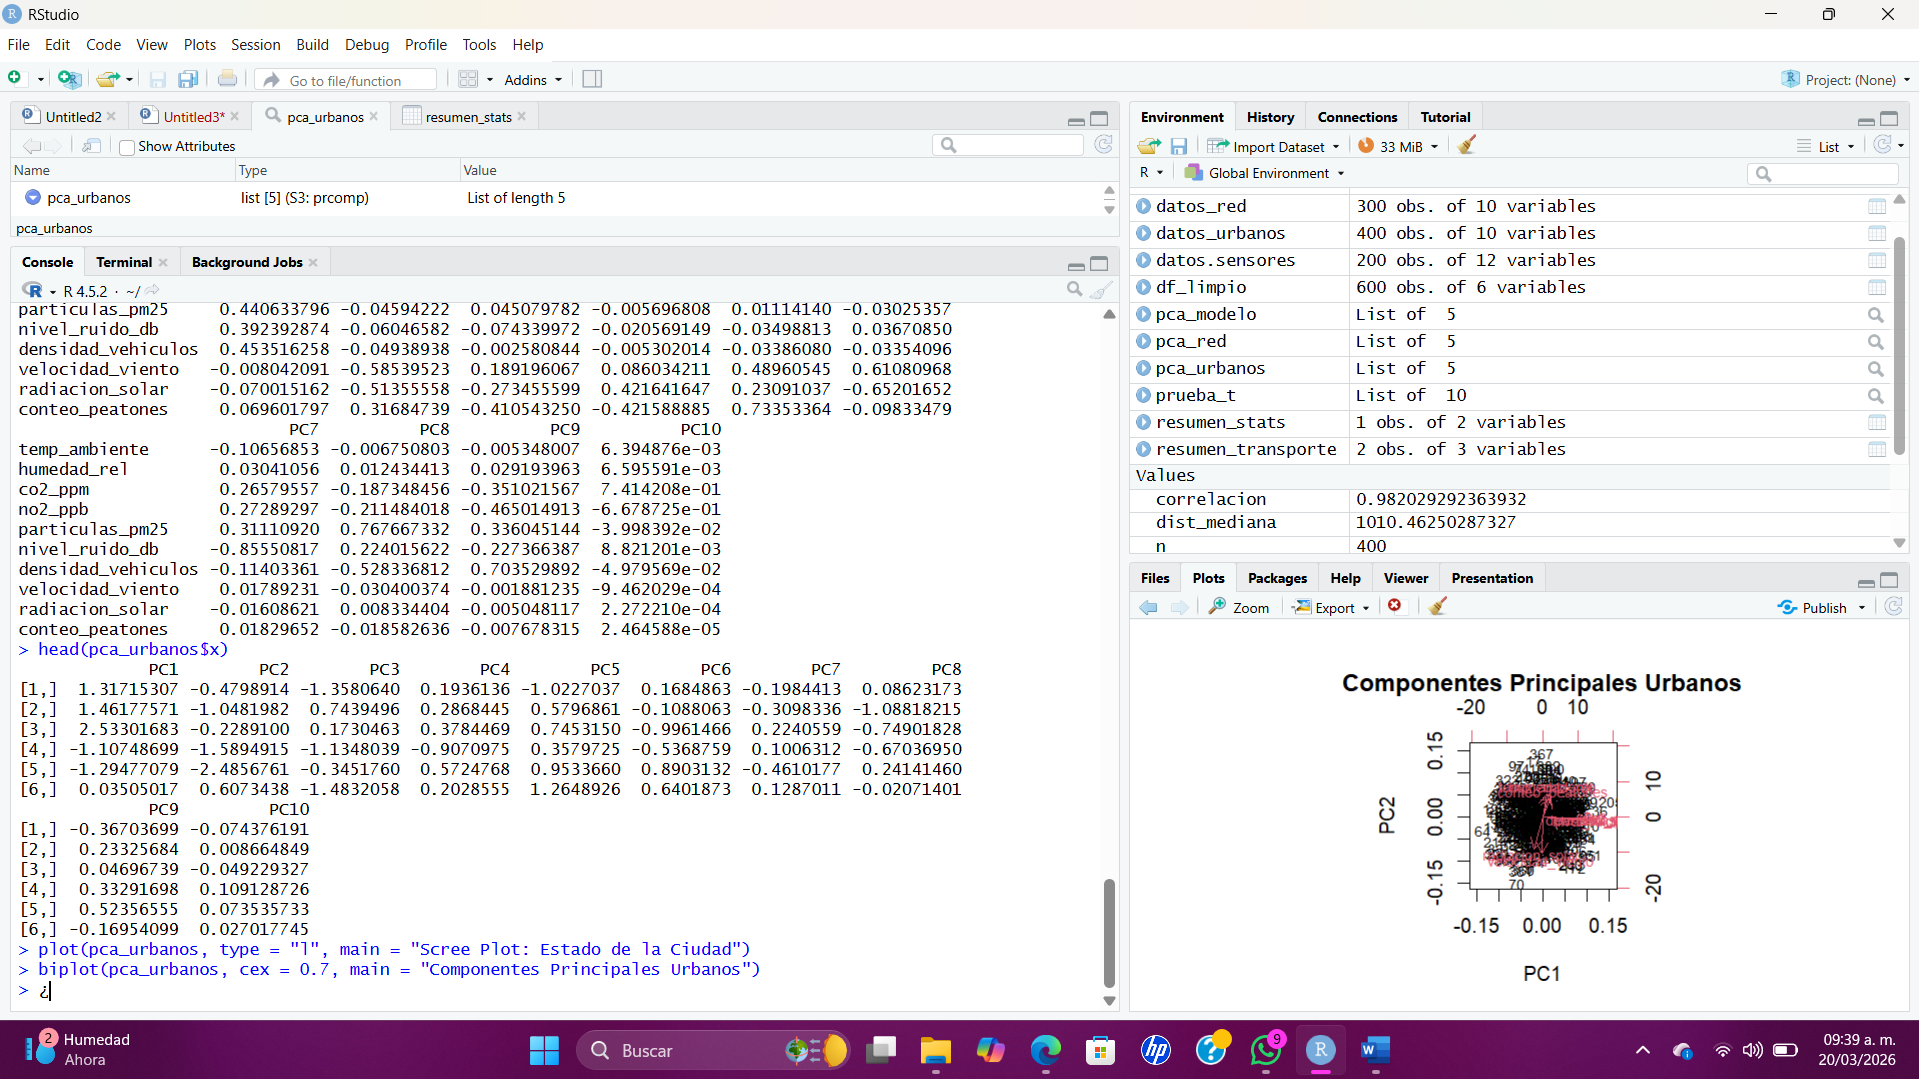 RStudio
File Edit Code View Plots Session Build Debug Profile Tools Help
Go to file/function Addins Project: (None)
Untitled2 Untitled3* pca_urbanos resumen_stats
Show Attributes
Name Type Value
pca_urbanos list [5] (S3: prcomp) List of length 5
pca_urbanos
Console Terminal Background Jobs
R R 4.5.2 · ~/
particulas_pm25 0.440633796 -0.04594222 0.045079782 -0.005696808 0.01114140 -0.03025357
nivel_ruido_db 0.392392874 -0.06046582 -0.074339972 -0.020569149 -0.03498813 0.03670850
densidad_vehiculos 0.453516258 -0.04938938 -0.002580844 -0.005302014 -0.03386080 -0.03354096
velocidad_viento -0.008042091 -0.58539523 0.189196067 0.086034211 0.48960545 0.61080968
radiacion_solar -0.070015162 -0.51355558 -0.273455599 0.421641647 0.23091037 -0.65201652
conteo_peatones 0.069601797 0.31684739 -0.410543250 -0.421588885 0.73353364 -0.09833479
PC7 PC8 PC9 PC10
temp_ambiente -0.10656853 -0.006750803 -0.005348007 6.394876e-03
humedad_rel 0.03041056 0.012434413 0.029193963 6.595591e-03
co2_ppm 0.26579557 -0.187348456 -0.351021567 7.414208e-01
no2_ppb 0.27289297 -0.211484018 -0.465014913 -6.678725e-01
particulas_pm25 0.31110920 0.767667332 0.336045144 -3.998392e-02
nivel_ruido_db -0.85550817 0.224015622 -0.227366387 8.821201e-03
densidad_vehiculos -0.11403361 -0.528336812 0.703529892 -4.979569e-02
velocidad_viento 0.01789231 -0.030400374 -0.001881235 -9.462029e-04
radiacion_solar -0.01608621 0.008334404 -0.005048117 2.272210e-04
conteo_peatones 0.01829652 -0.018582636 -0.007678315 2.464588e-05
> head(pca_urbanos$x)
PC1 PC2 PC3 PC4 PC5 PC6 PC7 PC8
[1,] 1.31715307 -0.4798914 -1.3580640 0.1936136 -1.0227037 0.1684863 -0.1984413 0.08623173
[2,] 1.46177571 -1.0481982 0.7439496 0.2868445 0.5796861 -0.1088063 -0.3098336 -1.08818215
[3,] 2.53301683 -0.2289100 0.1730463 0.3784469 0.7453150 -0.9961466 0.2240559 -0.74901828
[4,] -1.10748699 -1.5894915 -1.1348039 -0.9070975 0.3579725 -0.5368759 0.1006312 -0.67036950
[5,] -1.29477079 -2.4856761 -0.3451760 0.5724768 0.9533660 0.8903132 -0.4610177 0.24141460
[6,] 0.03505017 0.6073438 -1.4832058 0.2028555 1.2648926 0.6401873 0.1287011 -0.02071401
PC9 PC10
[1,] -0.36703699 -0.074376191
[2,] 0.23325684 0.008664849
[3,] 0.04696739 -0.049229327
[4,] 0.33291698 0.109128726
[5,] 0.52356555 0.073535733
[6,] -0.16954099 0.027017745
> plot(pca_urbanos, type = "l", main = "Scree Plot: Estado de la Ciudad")
> biplot(pca_urbanos, cex = 0.7, main = "Componentes Principales Urbanos")
> ¿
Environment History Connections Tutorial
Import Dataset 33 MiB List
R Global Environment
datos_red 300 obs. of 10 variables
datos_urbanos 400 obs. of 10 variables
datos.sensores 200 obs. of 12 variables
df_limpio 600 obs. of 6 variables
pca_modelo List of 5
pca_red List of 5
pca_urbanos List of 5
prueba_t List of 10
resumen_stats 1 obs. of 2 variables
resumen_transporte 2 obs. of 3 variables
Values
correlacion 0.982029292363932
dist_mediana 1010.46250287327
n 400
Files Plots Packages Help Viewer Presentation
Zoom Export Publish
Componentes Principales Urbanos
-20 0 10
PC2
-0.15 0.00 0.15
-20 0 10
367
64
70
-0.15 0.00 0.15
PC1
2 Humedad
Ahora
Buscar
hp
9
R
W
09:39 a. m.
20/03/2026